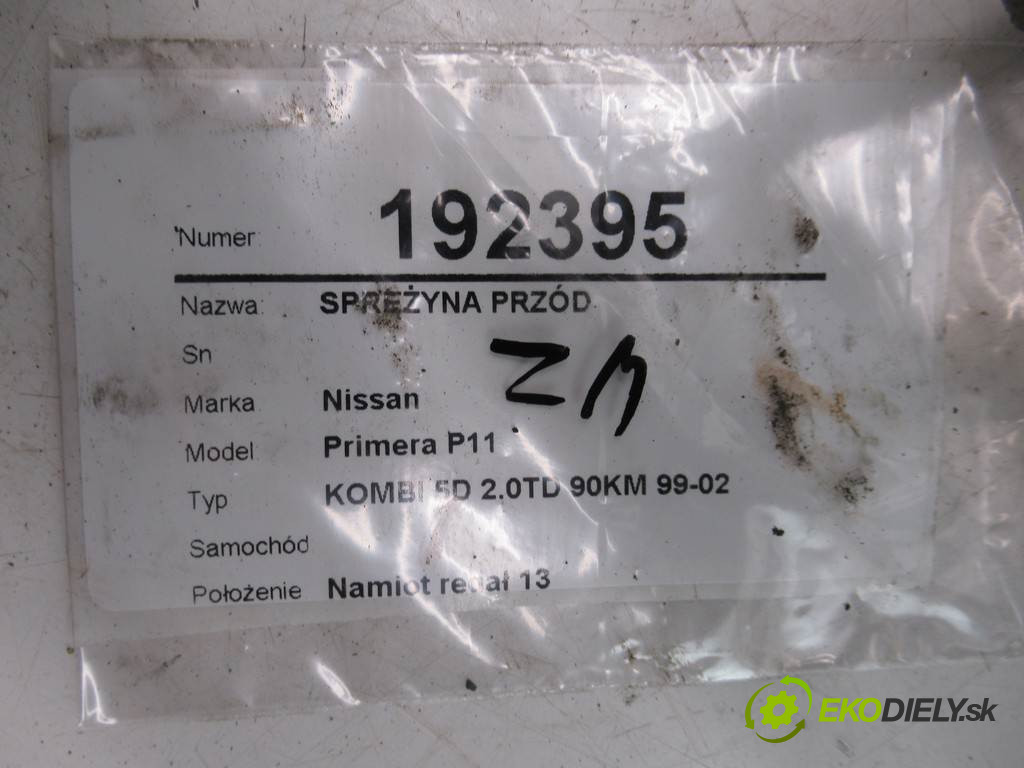 Numer: 192395
Nazwa: SPRĘŻYNA PRZÓD
Sn
Marka Nissan
Model Primera P11
Typ KOMBI 5D 2.0TD 90KM 99-02
Samochód
Położenie Namiot regał 13
EKODIELY.sk